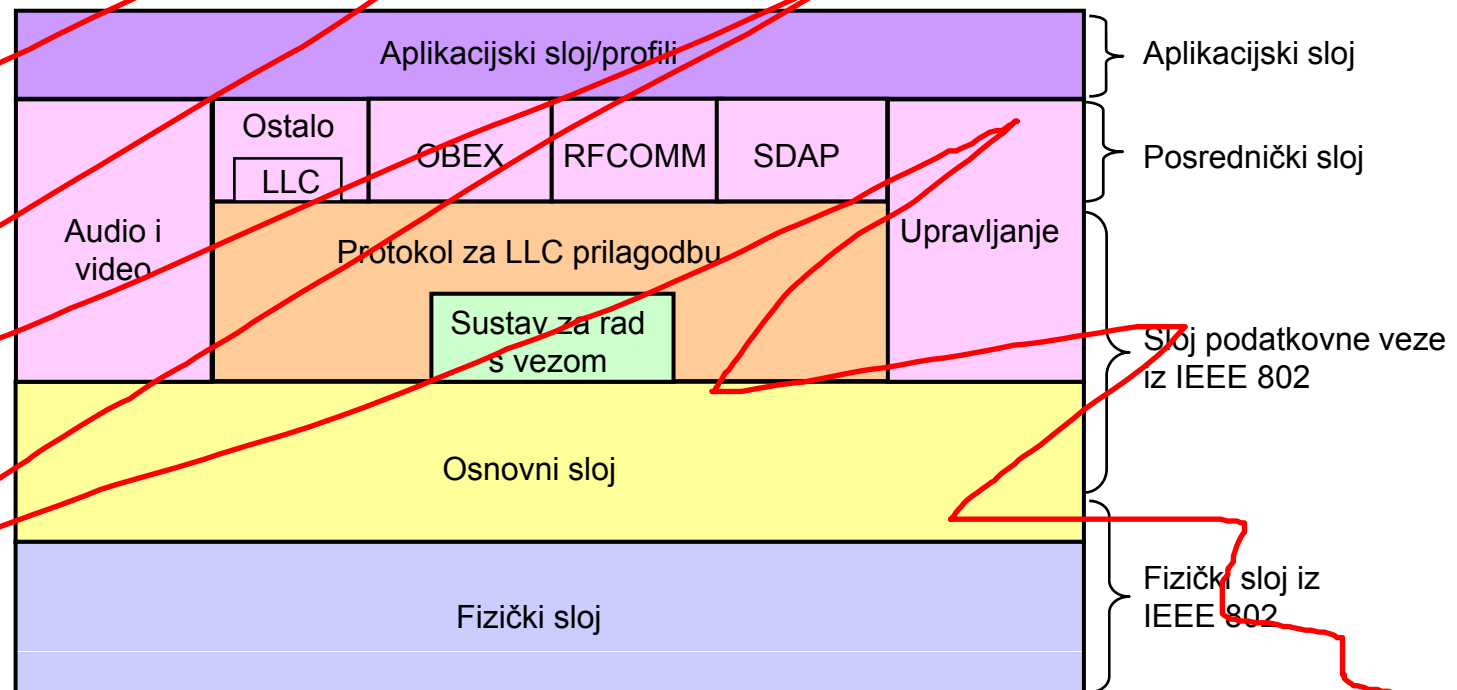 Aplikacijski sloj/profili
Aplikacijski sloj
Ostalo
LLC
OBEX
RFCOMM
SDAP
Posrednički sloj
Audio i
video
Protokol za LLC prilagodbu
Upravljanje
Sustav za rad
s vezom
Sloj podatkovne veze
iz IEEE 802
Osnovni sloj
Fizički sloj
Fizički sloj iz
IEEE 802